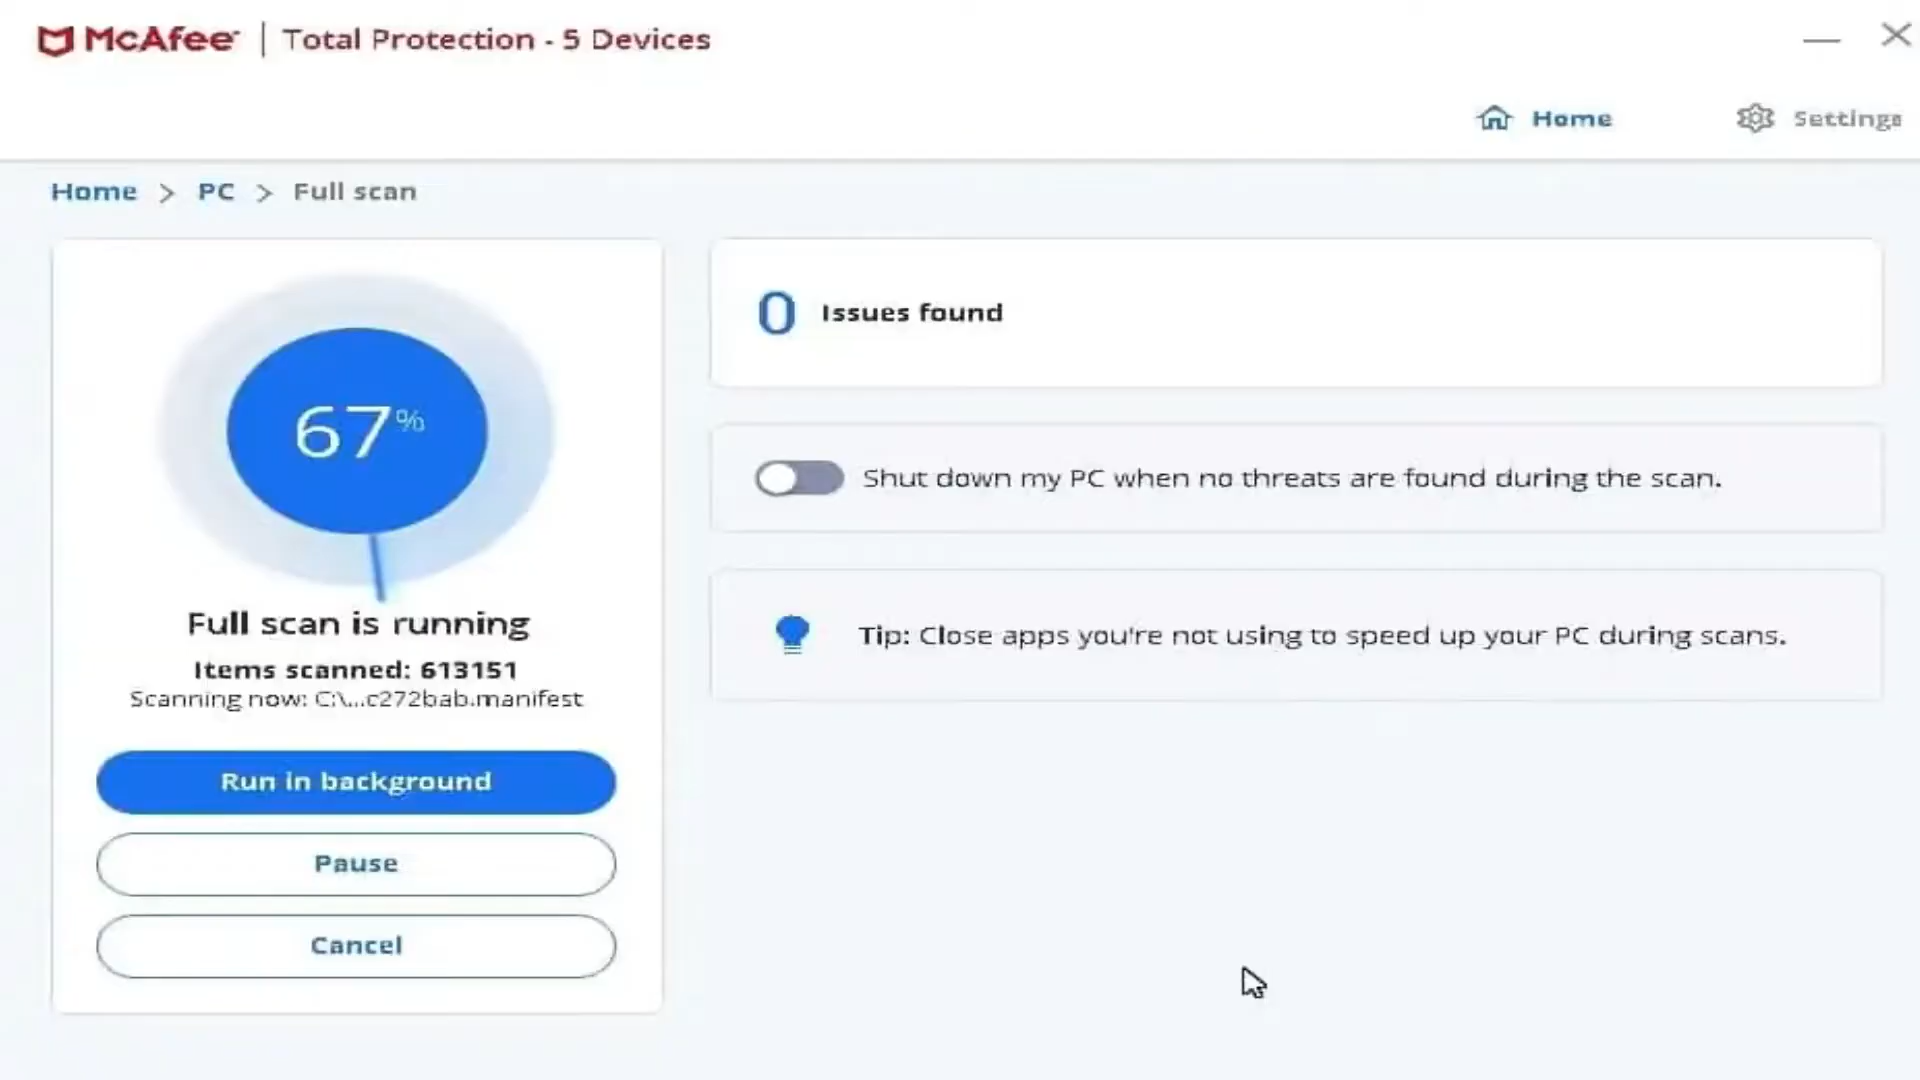 McAfee | Total Protection - 5 Devices
Home
Settings
Home > PC > Full scan
67%
Full scan is running
Items scanned: 613151
Scanning now: C:\...c272bab.manifest
Run in background
Pause
Cancel
0 Issues found
Shut down my PC when no threats are found during the scan.
Tip: Close apps you're not using to speed up your PC during scans.